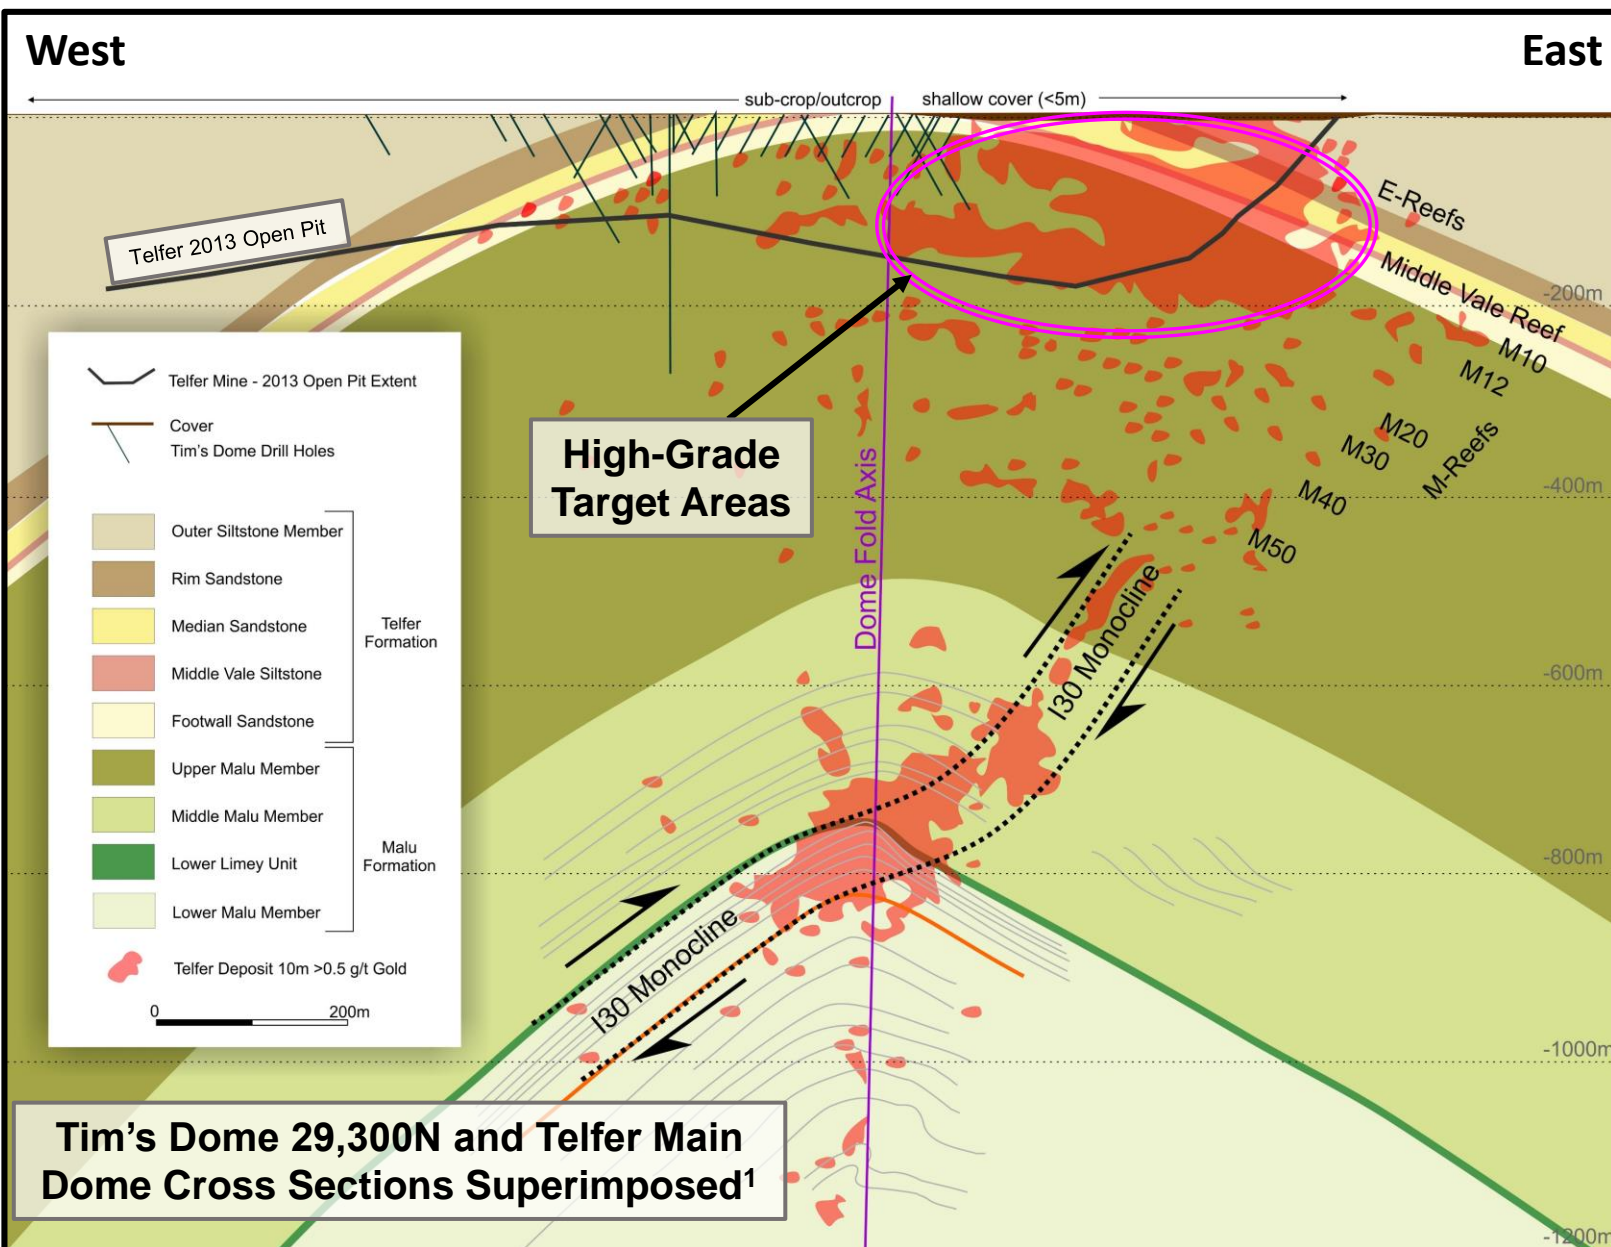 West
East
sub-crop/outcrop
shallow cover (<5m)
Telfer 2013 Open Pit
E-Reefs
Middle Vale Reef
-200m
M10
M12
M20
M30
M-Reefs
M40
-400m
M50
High-Grade
Target Areas
Dome Fold Axis
I30 Monocline
-600m
-800m
I30 Monocline
-1000m
-1200m
Telfer Mine - 2013 Open Pit Extent
Cover
Tim's Dome Drill Holes
Outer Siltstone Member
Rim Sandstone
Median Sandstone
Middle Vale Siltstone
Footwall Sandstone
Telfer
Formation
Upper Malu Member
Middle Malu Member
Lower Limey Unit
Lower Malu Member
Malu
Formation
Telfer Deposit 10m >0.5 g/t Gold
0
200m
Tim's Dome 29,300N and Telfer Main
Dome Cross Sections Superimposed¹